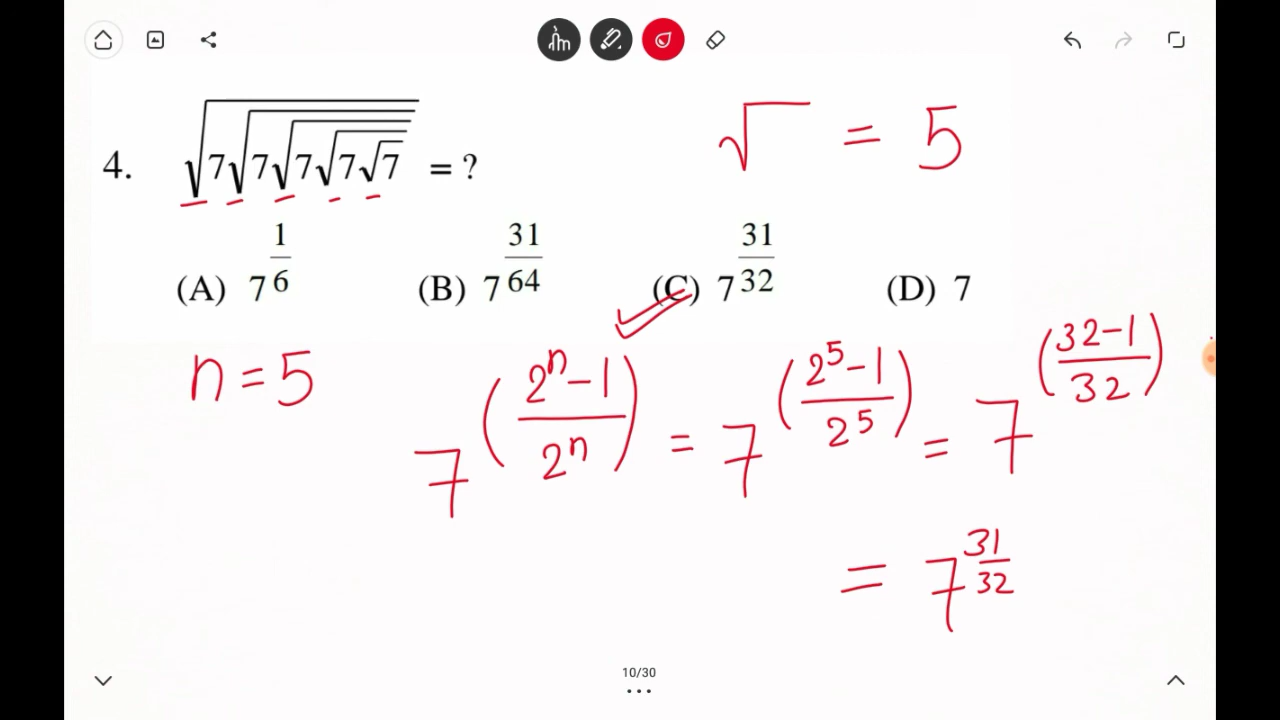 4. √(7√(7√(7√(7√7)))) = ?
√ = 5
(A) 7^(1/6) (B) 7^(31/64) (C) 7^(31/32) (D) 7
n = 5
7^((2^n − 1)/2^n) = 7^((2^5 − 1)/2^5) = 7^((32 − 1)/32)
= 7^(31/32)
10/30